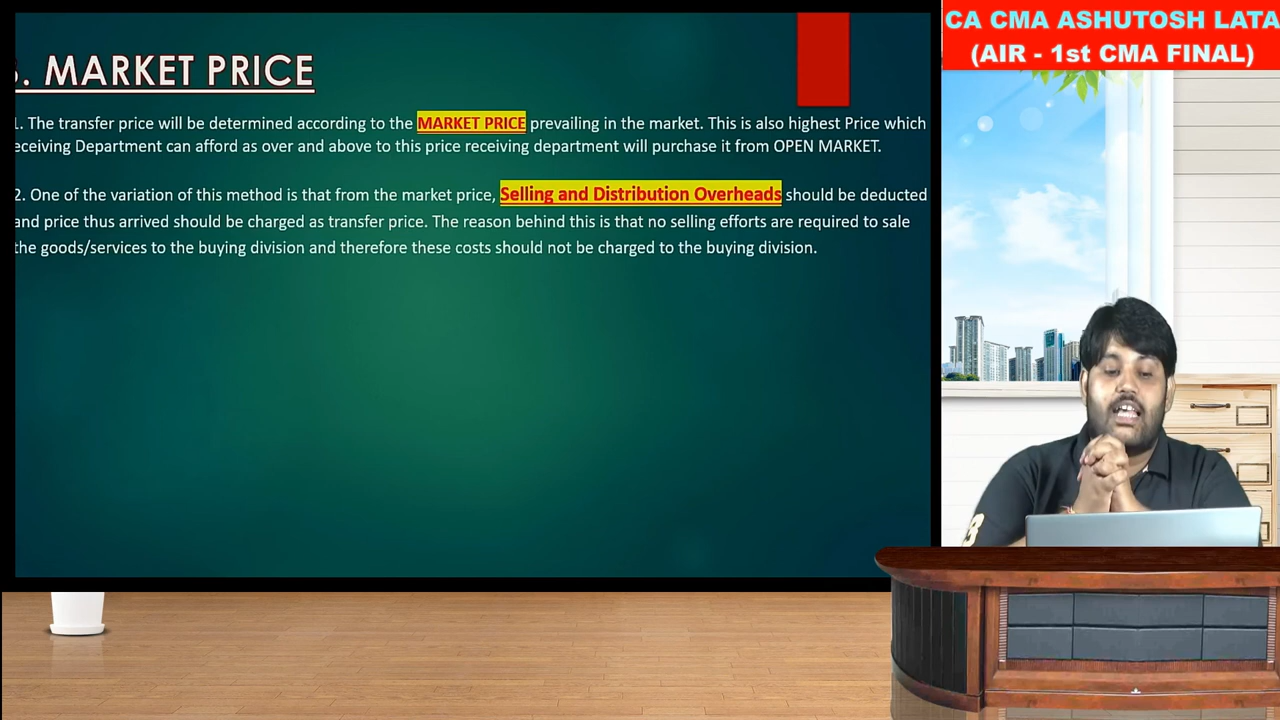 . MARKET PRICE
1. The transfer price will be determined according to the MARKET PRICE prevailing in the market. This is also highest Price which
eceiving Department can afford as over and above to this price receiving department will purchase it from OPEN MARKET.
2. One of the variation of this method is that from the market price, Selling and Distribution Overheads should be deducted
and price thus arrived should be charged as transfer price. The reason behind this is that no selling efforts are required to sale
the goods/services to the buying division and therefore these costs should not be charged to the buying division.
CA CMA ASHUTOSH LATA
(AIR - 1st CMA FINAL)